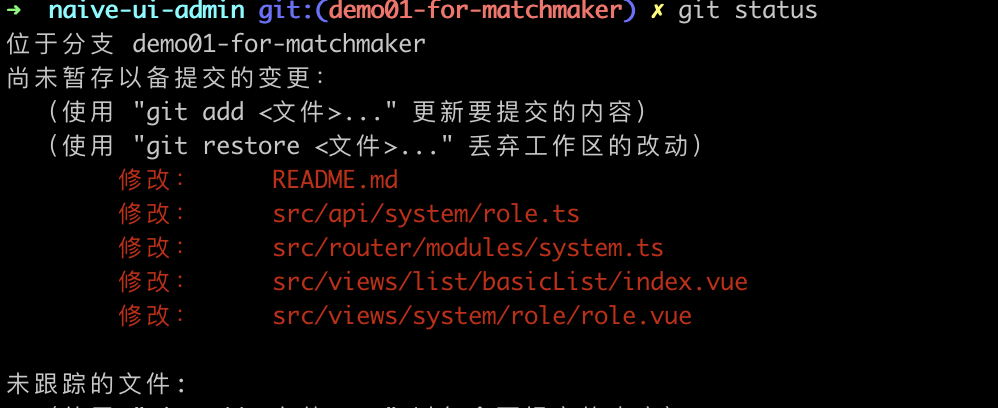 ➜ naive-ui-admin git:(demo01-for-matchmaker) ✗ git status
位于分支 demo01-for-matchmaker
尚未暂存以备提交的变更：
（使用 "git add <文件>..." 更新要提交的内容）
（使用 "git restore <文件>..." 丢弃工作区的改动）
修改： README.md
修改： src/api/system/role.ts
修改： src/router/modules/system.ts
修改： src/views/list/basicList/index.vue
修改： src/views/system/role/role.vue
未跟踪的文件: